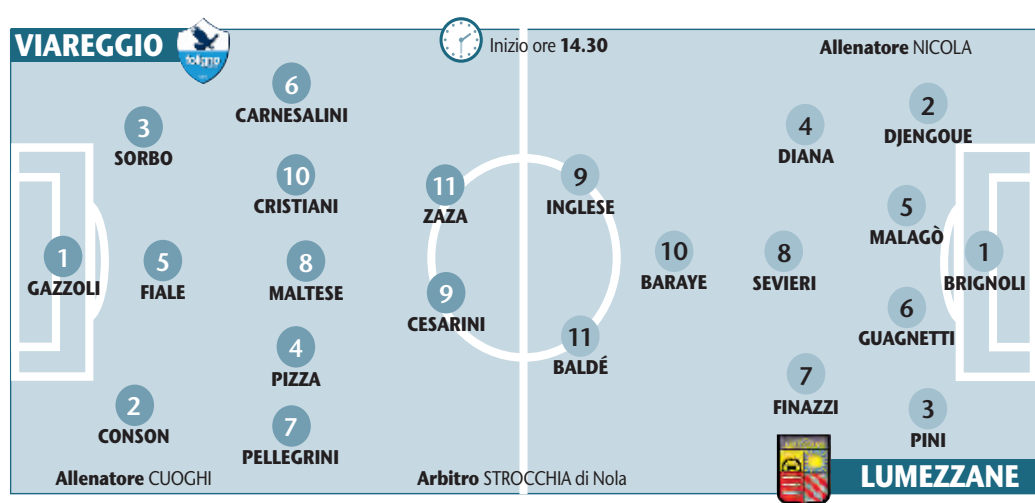 VIAREGGIO
foligno
Inizio ore 14.30
Allenatore NICOLA
6
CARNESALINI
3
SORBO
10
CRISTIANI
1
GAZZOLI
5
FIALE
8
MALTESE
4
PIZZA
2
CONSON
7
PELLEGRINI
11
ZAZA
9
CESARINI
Allenatore CUOGHI
Arbitro STROCCHIA di Nola
9
INGLESE
11
BALDÉ
10
BARAYE
4
DIANA
8
SEVIERI
7
FINAZZI
2
DJENGOUE
5
MALAGÒ
6
GUAGNETTI
3
PINI
1
BRIGNOLI
LUMEZZANE